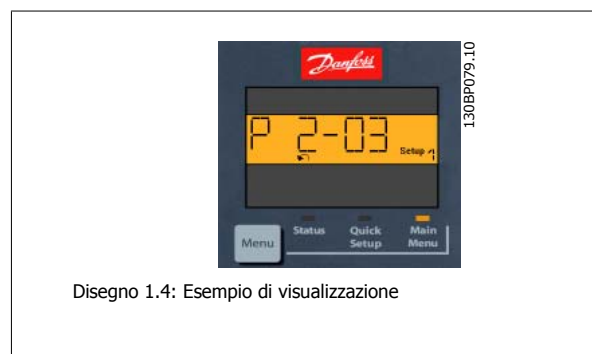 Danfoss
130BP079.10
P 2-03
Setup 1
Status
Quick Setup
Main Menu
Menu
Disegno 1.4: Esempio di visualizzazione